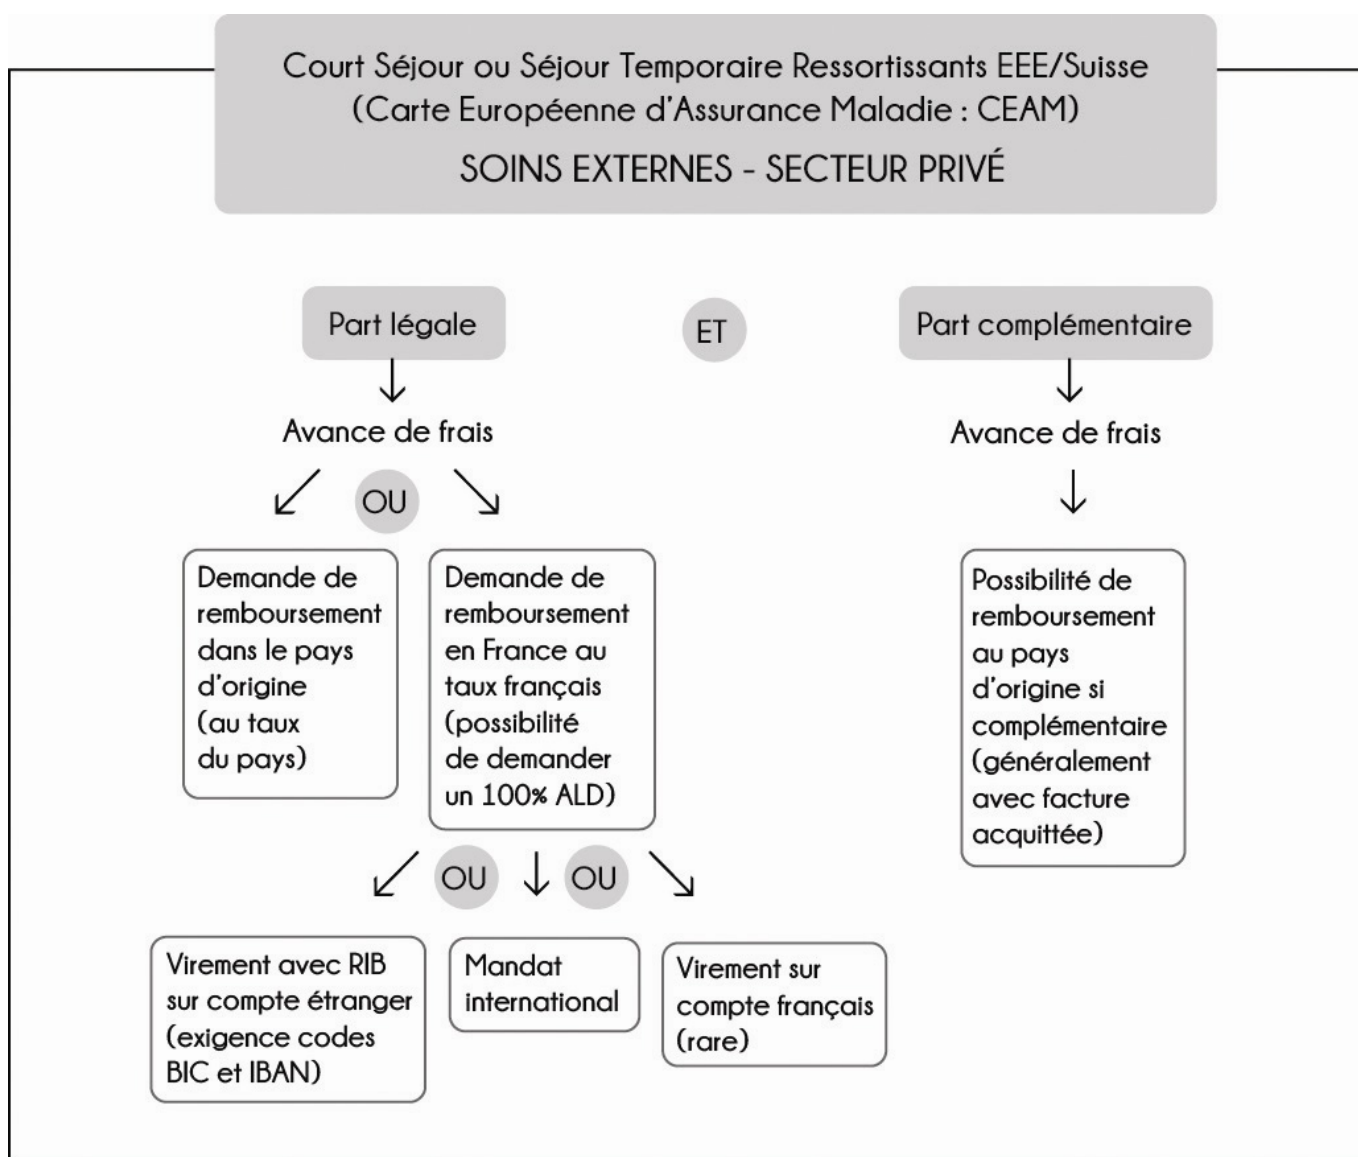 Court Séjour ou Séjour Temporaire Ressortissants EEE/Suisse
(Carte Européenne d'Assurance Maladie : CEAM)
SOINS EXTERNES - SECTEUR PRIVÉ
Part légale
ET
Part complémentaire
Avance de frais
Avance de frais
OU
Demande de
remboursement
dans le pays
d'origine
(au taux
du pays)
Demande de
remboursement
en France au
taux français
(possibilité
de demander
un 100% ALD)
Possibilité de
remboursement
au pays
d'origine si
complémentaire
(généralement
avec facture
acquittée)
OU
OU
Virement avec RIB
sur compte étranger
(exigence codes
BIC et IBAN)
Mandat
international
Virement sur
compte français
(rare)